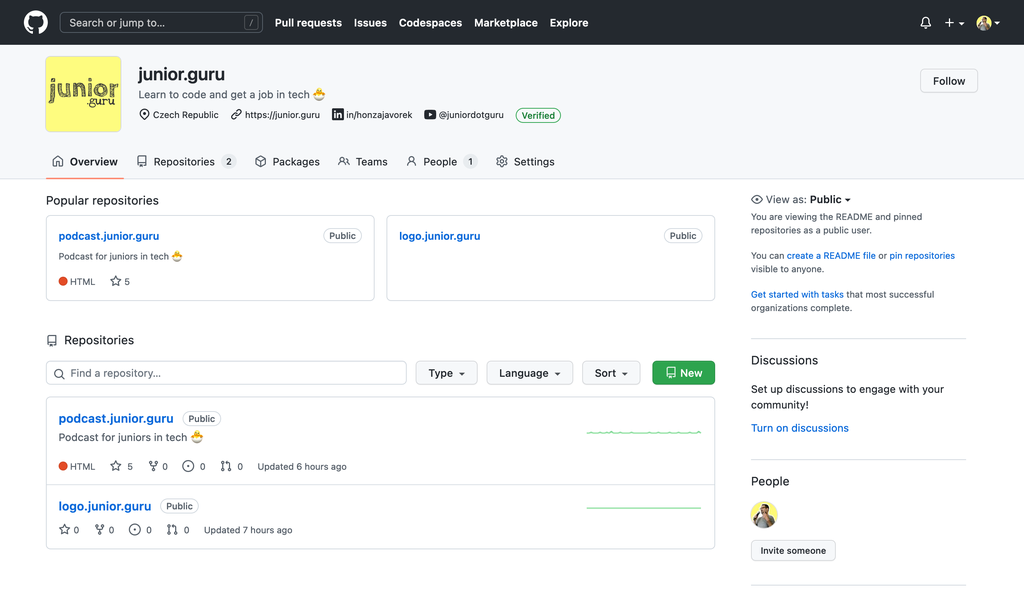 Search or jump to... /
Pull requests Issues Codespaces Marketplace Explore
junior
.guru
junior.guru
Follow
Learn to code and get a job in tech 🐣
Czech Republic https://junior.guru in/honzajavorek @juniordotguru Verified
Overview Repositories 2 Packages Teams People 1 Settings
Popular repositories
podcast.junior.guru Public
Podcast for juniors in tech 🐣
HTML 5
logo.junior.guru Public
Repositories
Find a repository...
Type Language Sort New
podcast.junior.guru Public
Podcast for juniors in tech 🐣
HTML 5 0 0 0 Updated 6 hours ago
logo.junior.guru Public
0 0 0 0 Updated 7 hours ago
View as: Public
You are viewing the README and pinned
repositories as a public user.
You can create a README file or pin repositories
visible to anyone.
Get started with tasks that most successful
organizations complete.
Discussions
Set up discussions to engage with your
community!
Turn on discussions
People
Invite someone